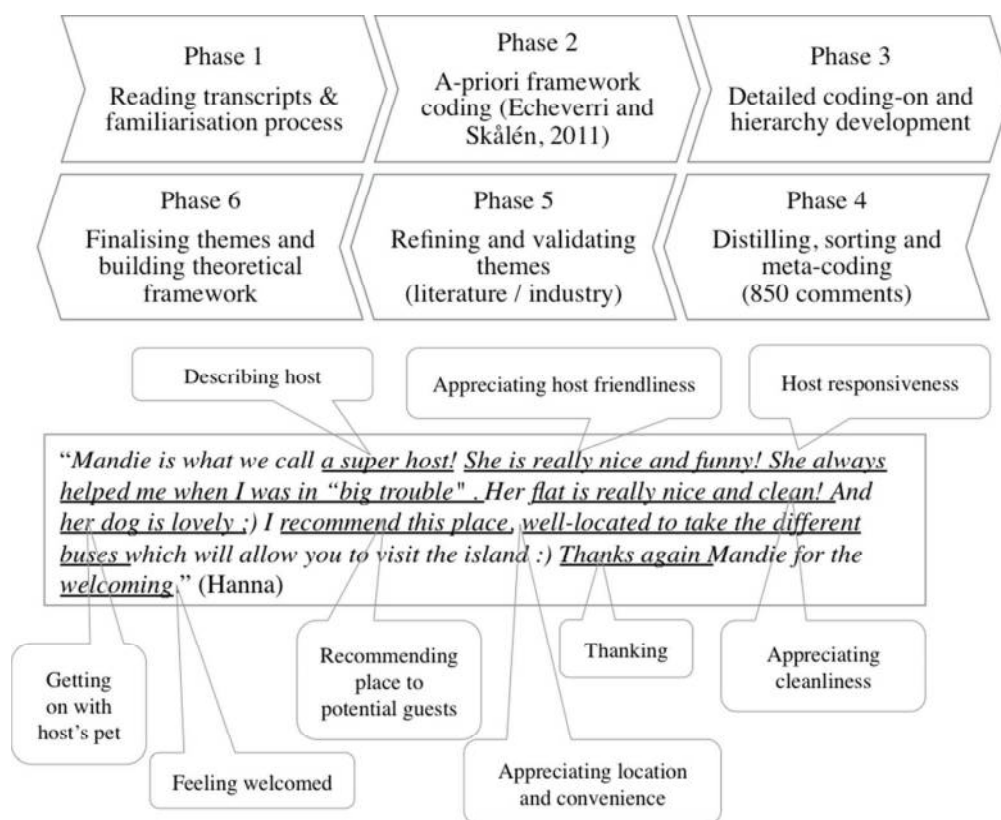 Phase 1
Reading transcripts &
familiarisation process
Phase 2
A-priori framework
coding (Echeverri and
Skålén, 2011)
Phase 3
Detailed coding-on and
hierarchy development
Phase 6
Finalising themes and
building theoretical
framework
Phase 5
Refining and validating
themes
(literature / industry)
Phase 4
Distilling, sorting and
meta-coding
(850 comments)
Describing host
Appreciating host friendliness
Host responsiveness
“Mandie is what we call a super host! She is really nice and funny! She always
helped me when I was in “big trouble" . Her flat is really nice and clean! And
her dog is lovely ;) I recommend this place, well-located to take the different
buses which will allow you to visit the island :) Thanks again Mandie for the
welcoming.” (Hanna)
Getting
on with
host’s pet
Feeling welcomed
Recommending
place to
potential guests
Appreciating location
and convenience
Thanking
Appreciating
cleanliness